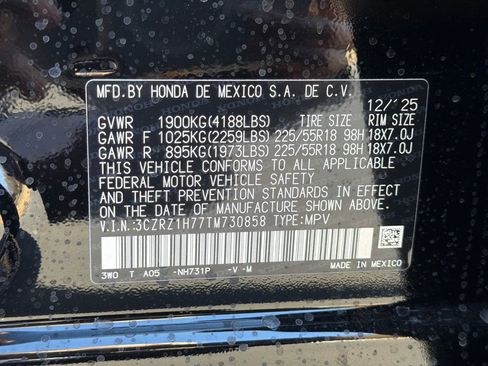 MFD.BY HONDA DE MEXICO S.A. DE C.V.
12/'25
GVWR 1900KG(4188LBS) TIRE SIZE RIM SIZE
GAWR F 1025KG(2259LBS) 225/55R18 98H 18X7.0J
GAWR R 895KG(1973LBS) 225/55R18 98H 18X7.0J
THIS VEHICLE CONFORMS TO ALL APPLICABLE
FEDERAL MOTOR VEHICLE SAFETY
AND THEFT PREVENTION STANDARDS IN EFFECT
ON THE DATE OF MANUFACTURE SHOWN ABOVE.
V.I.N.:3CZRZ1H77TM730858 TYPE:MPV
3W0 T A05 -NH731P -V -M
MADE IN MEXICO